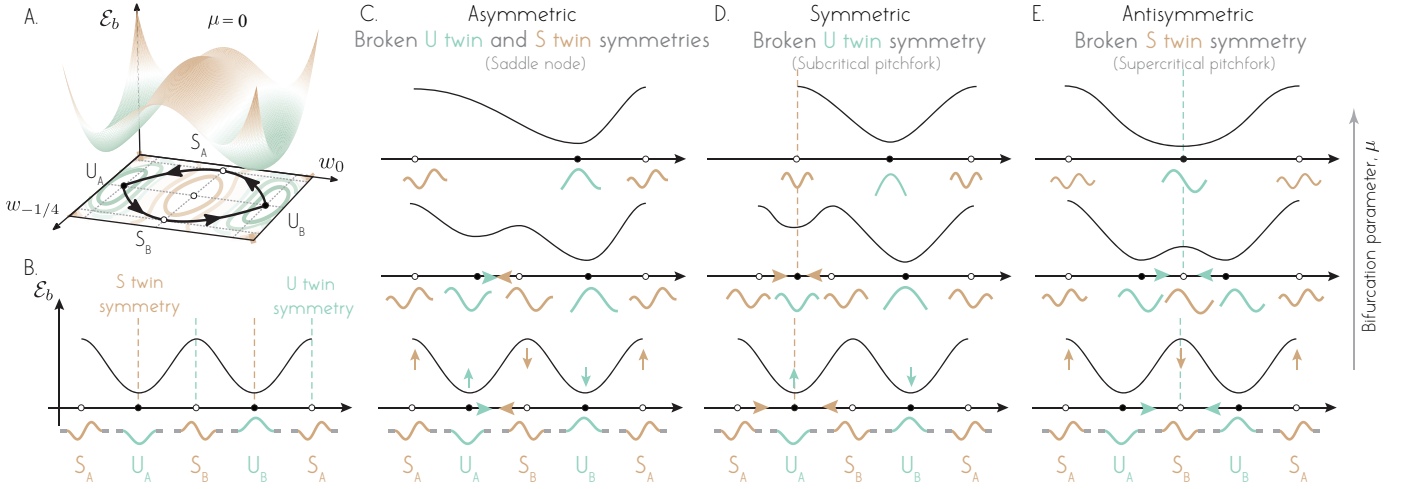 A.
ℰ_b
μ = 0
S_A
w_0
U_A
w_{−1/4}
U_B
S_B
B.
ℰ_b
S twin
symmetry
U twin
symmetry
S_A U_A S_B U_B S_A
C.
Asymmetric
Broken U twin and S twin symmetries
(Saddle node)
S_A U_A S_B U_B S_A
D.
Symmetric
Broken U twin symmetry
(Subcritical pitchfork)
S_A U_A S_B U_B S_A
E.
Antisymmetric
Broken S twin symmetry
(Supercritical pitchfork)
S_A U_A S_B U_B S_A
Bifurcation parameter, μ